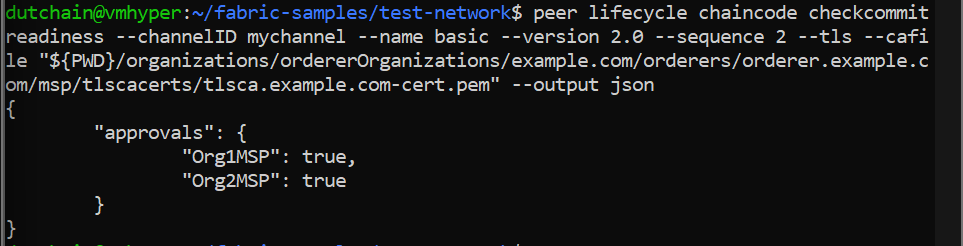 dutchain@vmhyper:~/fabric-samples/test-network$ peer lifecycle chaincode checkcommit
readiness --channelID mychannel --name basic --version 2.0 --sequence 2 --tls --cafi
le "${PWD}/organizations/ordererOrganizations/example.com/orderers/orderer.example.c
om/msp/tlscacerts/tlsca.example.com-cert.pem" --output json
{
        "approvals": {
                "Org1MSP": true,
                "Org2MSP": true
        }
}